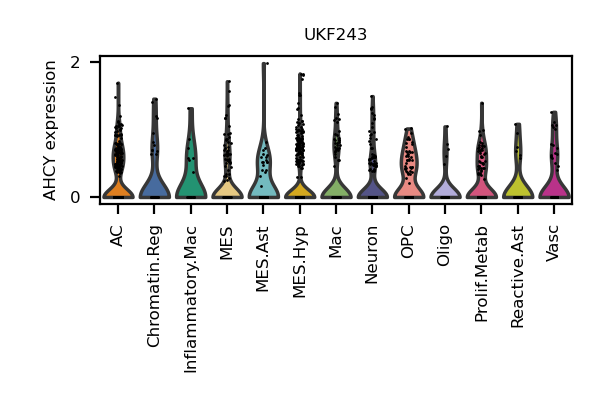 UKF243
AHCY expression
2
0
AC
Chromatin.Reg
Inflammatory.Mac
MES
MES.Ast
MES.Hyp
Mac
Neuron
OPC
Oligo
Prolif.Metab
Reactive.Ast
Vasc